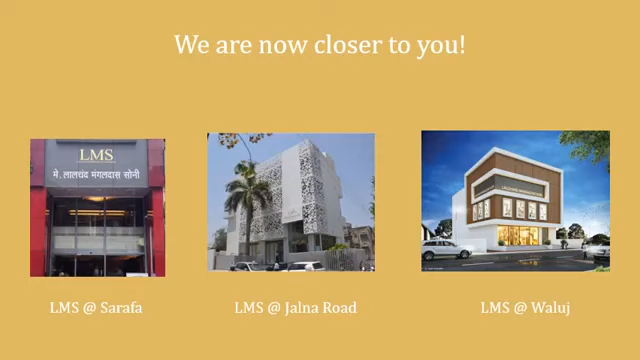 We are now closer to you!
LMS
मे. लालचंद मंगलदास सोनी
LMS @ Sarafa
LMS @ Jalna Road
LMS @ Waluj